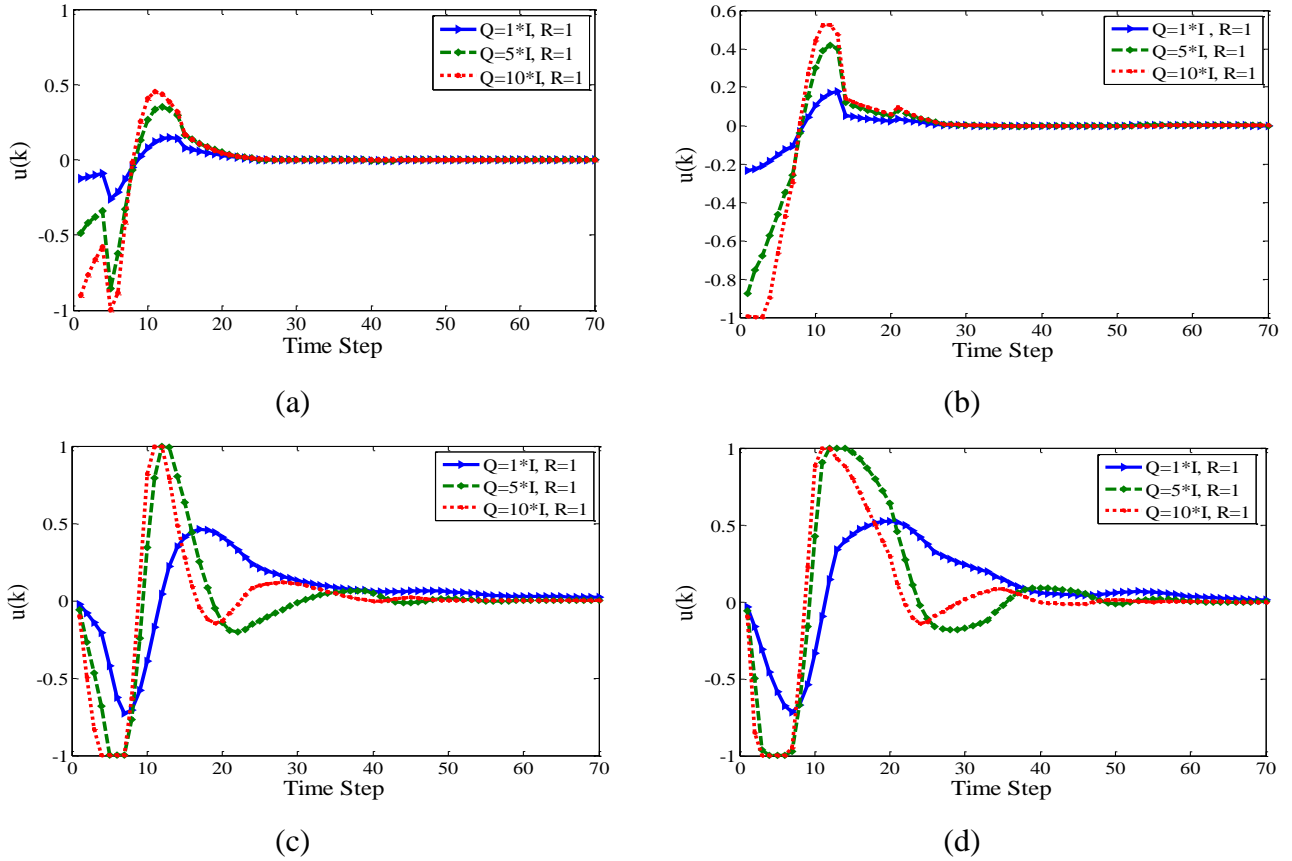 Q=1*I, R=1
Q=5*I, R=1
Q=10*I, R=1
u(k)
1
0.5
0
-0.5
-1
0 10 20 30 40 50 60 70
Time Step
(a)
Q=1*I , R=1
Q=5*I, R=1
Q=10*I, R=1
u(k)
0.6
0.4
0.2
0
-0.2
-0.4
-0.6
-0.8
-1
0 10 20 30 40 50 60 70
Time Step
(b)
Q=1*I, R=1
Q=5*I, R=1
Q=10*I, R=1
u(k)
1
0.5
0
-0.5
-1
0 10 20 30 40 50 60 70
Time Step
(c)
Q=1*I, R=1
Q=5*I, R=1
Q=10*I, R=1
u(k)
1
0.5
0
-0.5
-1
0 10 20 30 40 50 60 70
Time Step
(d)